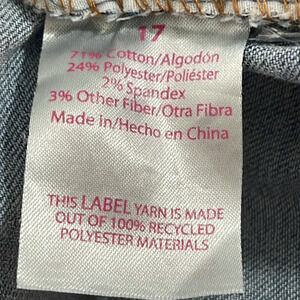 17
71% Cotton/Algodón
24% Polyester/Poliéster
2% Spandex
3% Other Fiber/Otra Fibra
Made in/Hecho en China
THIS LABEL YARN IS MADE
OUT OF 100% RECYCLED
POLYESTER MATERIALS